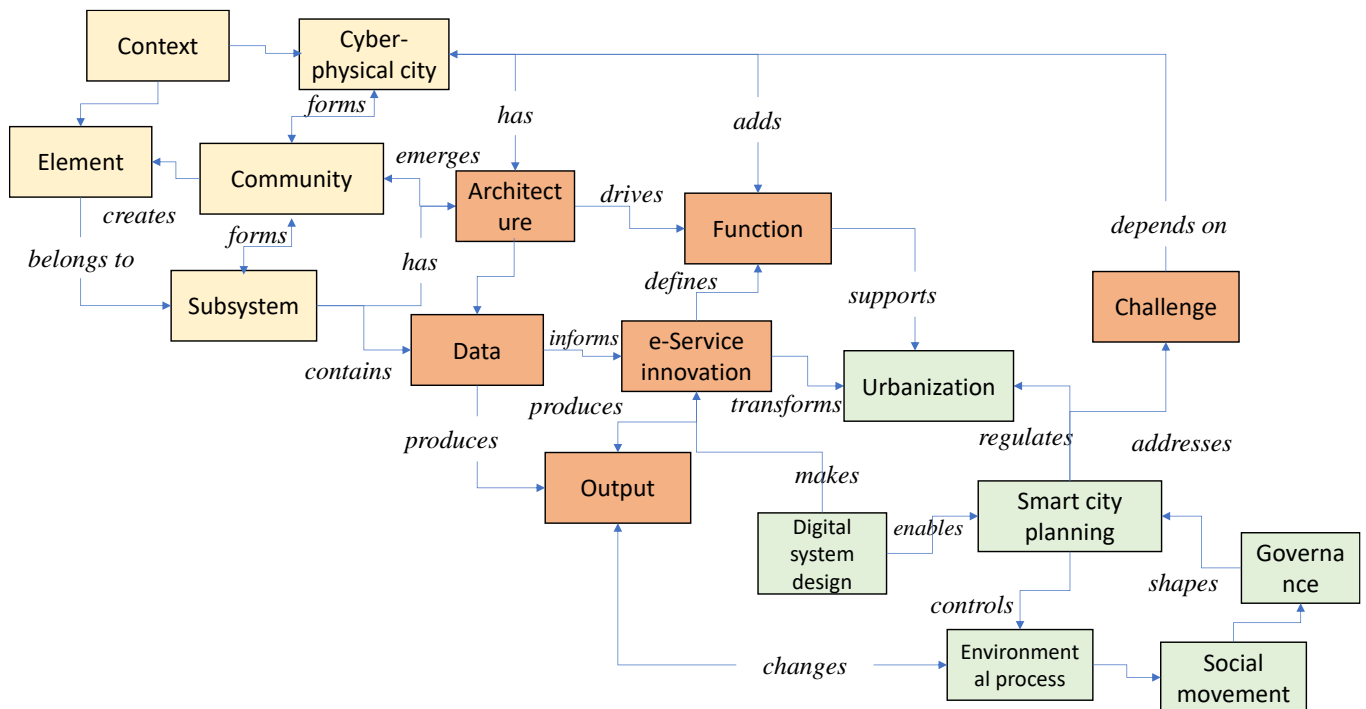 Context
Cyber-
physical city
forms
has
adds
Element
Community
emerges
Architect
ure
drives
Function
creates
forms
belongs to
has
defines
depends on
Subsystem
supports
Challenge
contains
Data
informs
e-Service
innovation
Urbanization
produces
transforms
produces
regulates
addresses
Output
makes
Smart city
planning
Digital
system
design
enables
Governa
nce
shapes
controls
changes
Environment
al process
Social
movement